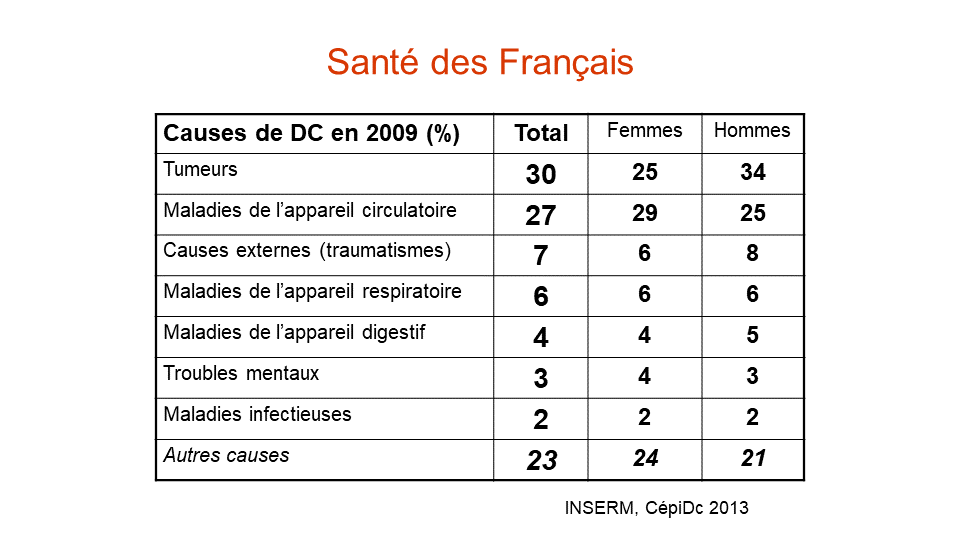 Santé des Français
Causes de DC en 2009 (%) Total Femmes Hommes
Tumeurs 30 25 34
Maladies de l’appareil circulatoire 27 29 25
Causes externes (traumatismes) 7 6 8
Maladies de l’appareil respiratoire 6 6 6
Maladies de l’appareil digestif 4 4 5
Troubles mentaux 3 4 3
Maladies infectieuses 2 2 2
Autres causes 23 24 21
INSERM, CépiDc 2013